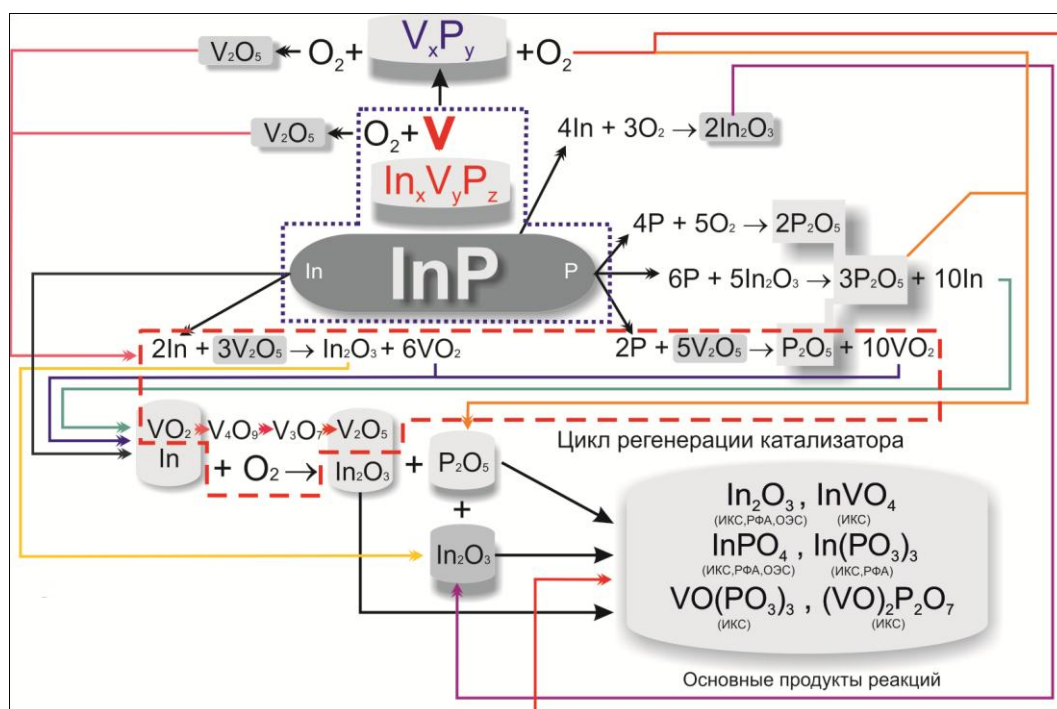 V₂O₅ O₂+ VₓPᵧ +O₂
V₂O₅ O₂+ V 4In + 3O₂ → 2In₂O₃
InₓVᵧP_z
4P + 5O₂ → 2P₂O₅
In InP P 6P + 5In₂O₃ → 3P₂O₅ + 10In
2In + 3V₂O₅ → In₂O₃ + 6VO₂ 2P + 5V₂O₅ → P₂O₅ + 10VO₂
VO₂ V₄O₉ V₃O₇ V₂O₅ Цикл регенерации катализатора
In + O₂ → In₂O₃ + P₂O₅
+
In₂O₃
In₂O₃ , InVO₄
(ИКС,РФА,ОЭС) (ИКС)
InPO₄ , In(PO₃)₃
(ИКС,РФА,ОЭС) (ИКС,РФА)
VO(PO₃)₃ , (VO)₂P₂O₇
(ИКС) (ИКС)
Основные продукты реакций